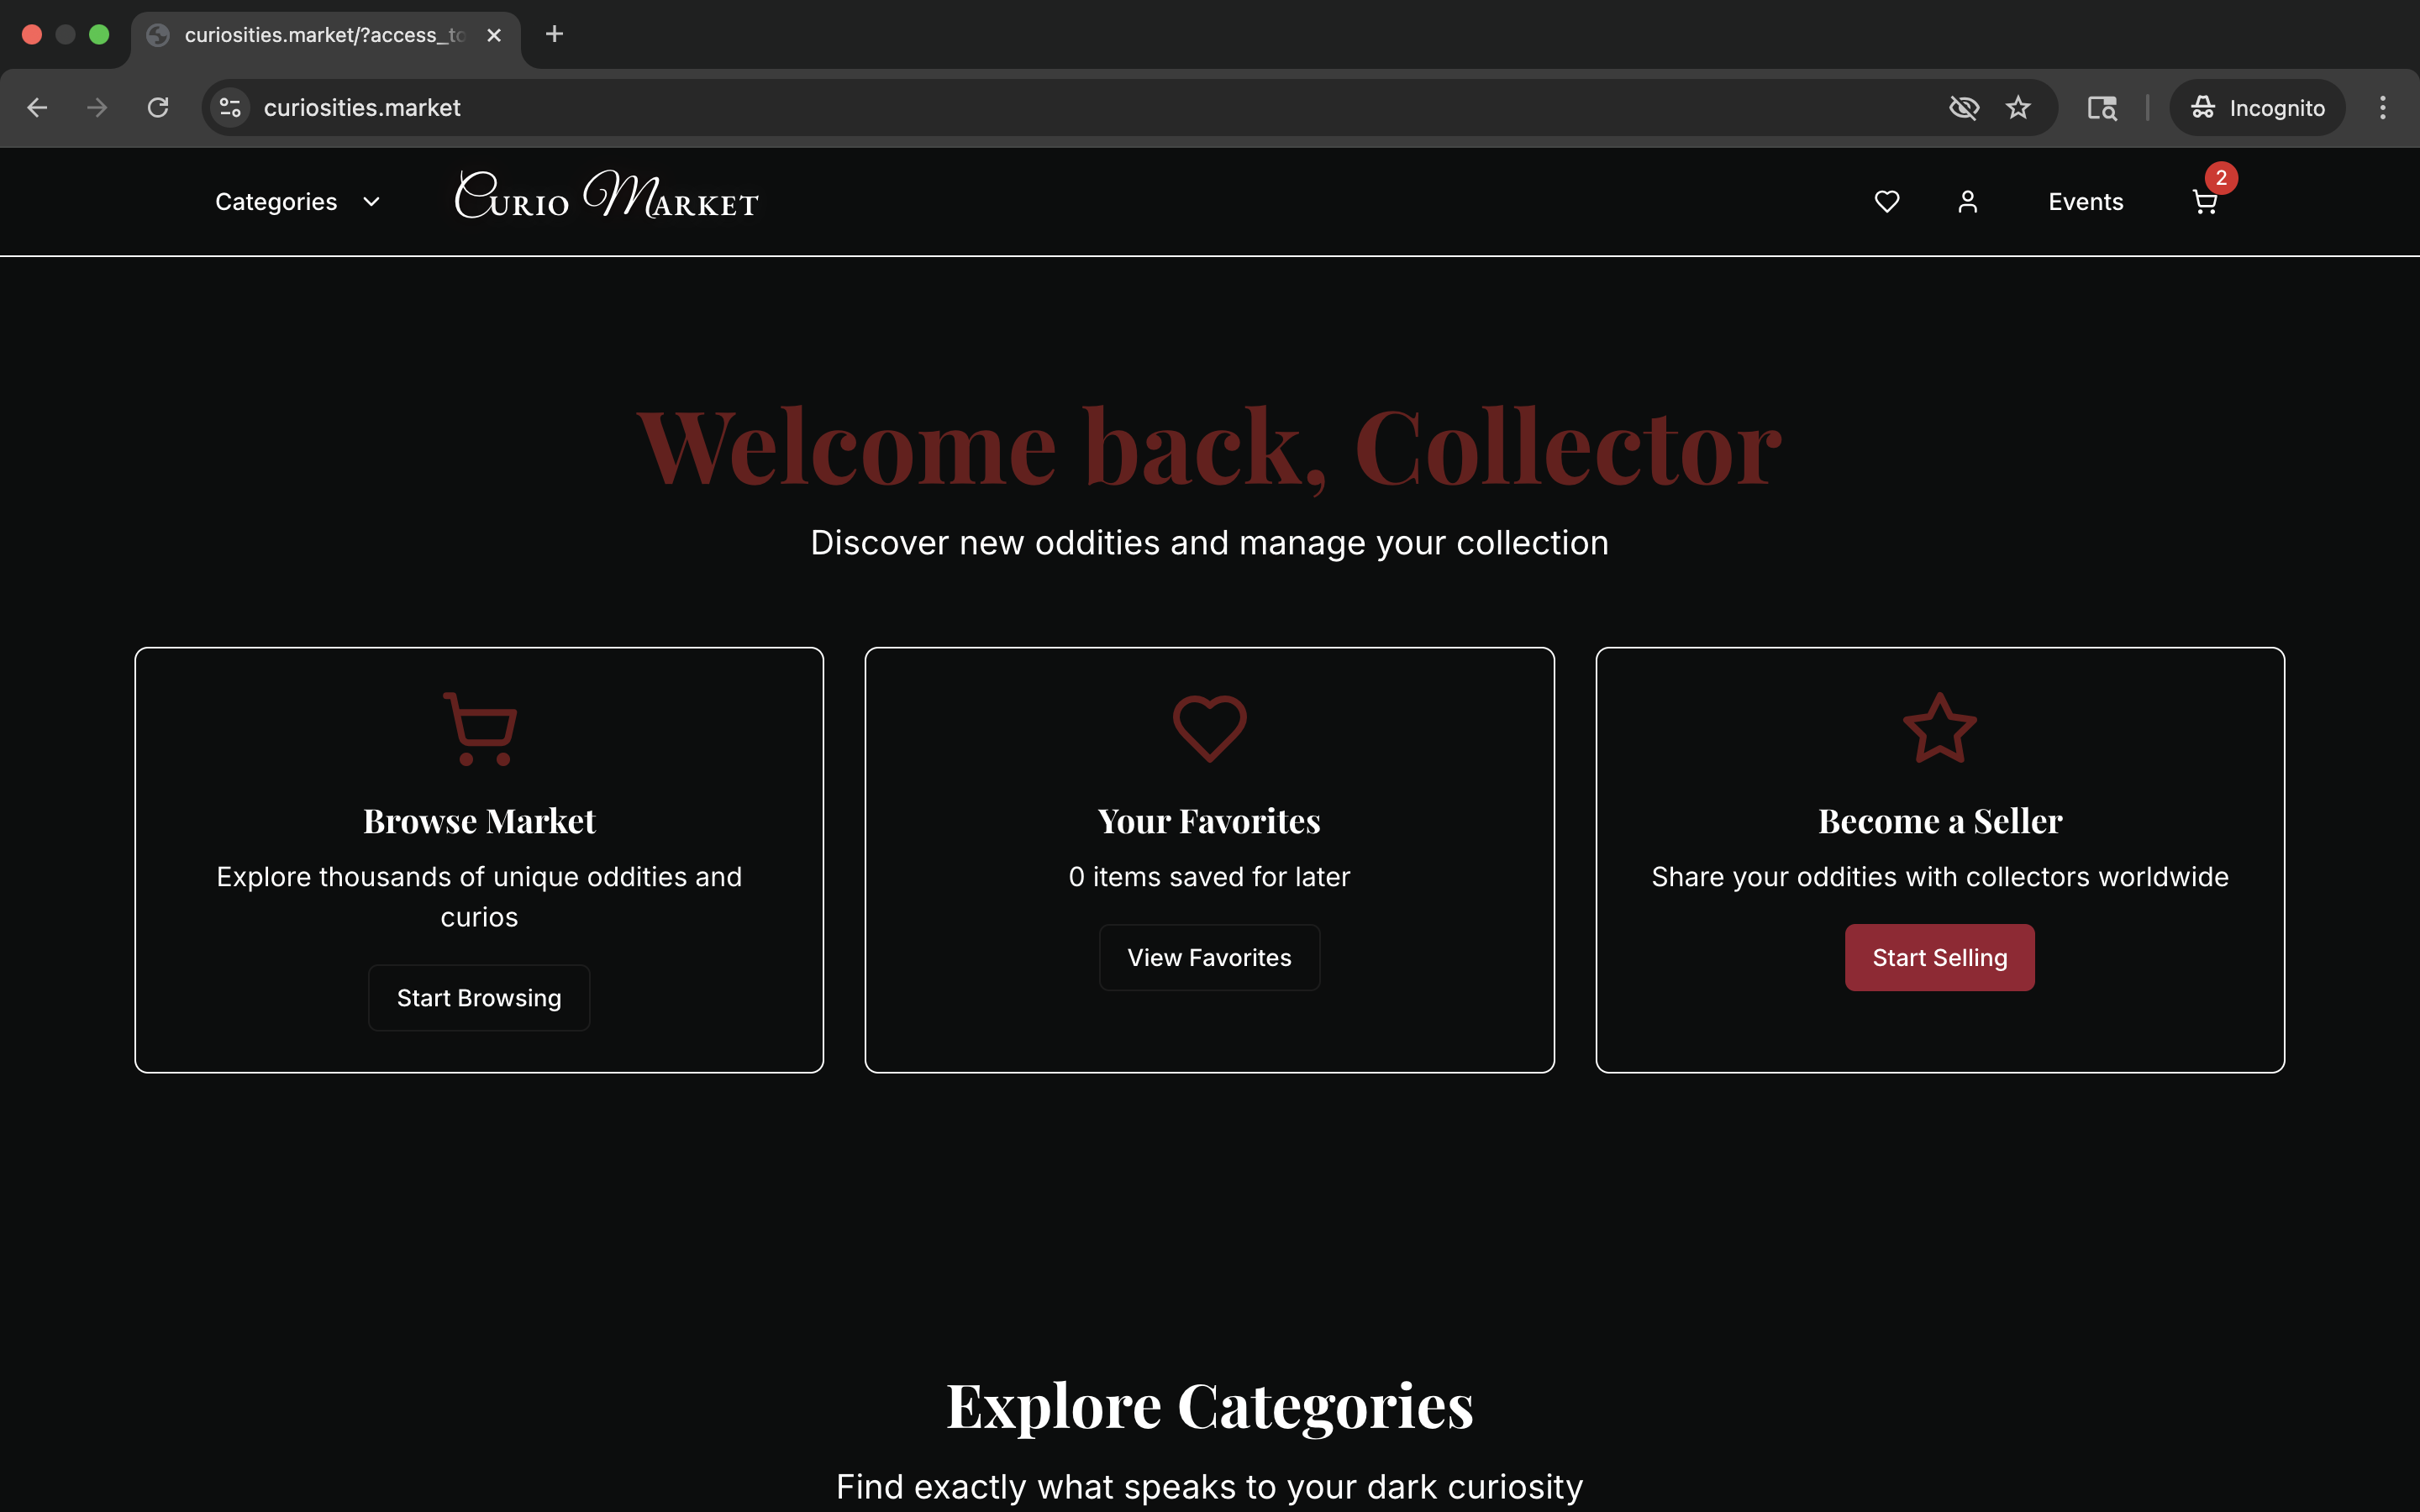 curiosities.market/?access_to
curiosities.market
Incognito
Categories
Curio Market
Events
2
Welcome back, Collector
Discover new oddities and manage your collection
Browse Market
Explore thousands of unique oddities and
curios
Start Browsing
Your Favorites
0 items saved for later
View Favorites
Become a Seller
Share your oddities with collectors worldwide
Start Selling
Explore Categories
Find exactly what speaks to your dark curiosity